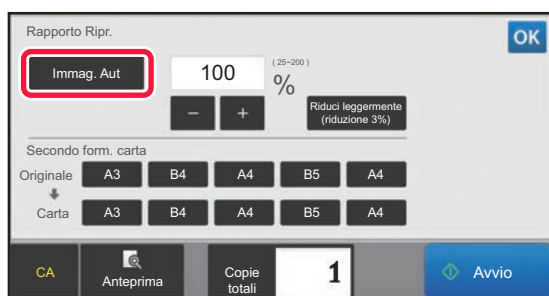 Rapporto Ripr.
OK
Immag. Aut
100
(25~200)
%
−
+
Riduci leggermente
(riduzione 3%)
Secondo form. carta
Originale A3 B4 A4 B5 A4
Carta A3 B4 A4 B5 A4
CA
Anteprima
Copie
totali
1
Avvio